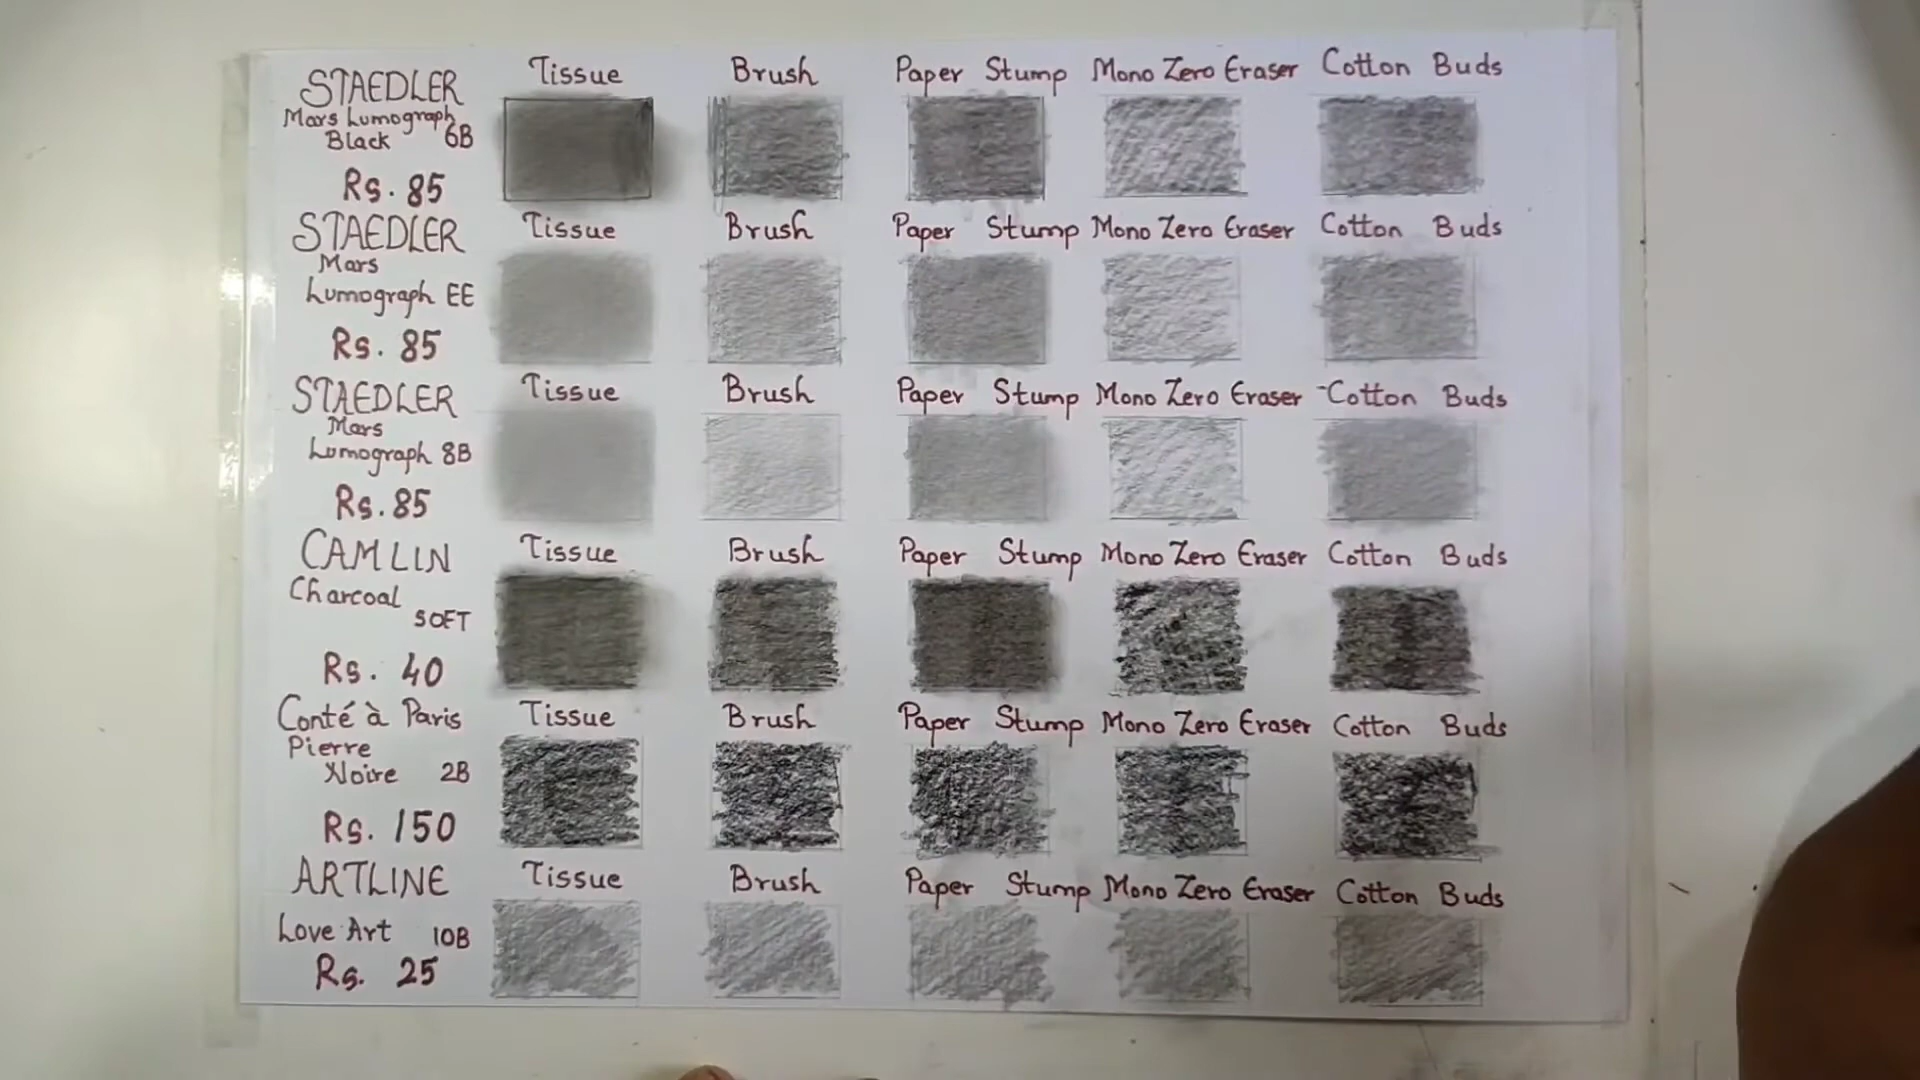 STAEDLER Tissue Brush Paper Stump Mono Zero Eraser Cotton Buds
Mars Lumograph
Black 6B
Rs. 85
STAEDLER Tissue Brush Paper Stump Mono Zero Eraser Cotton Buds
Mars
Lumograph EE
Rs. 85
STAEDLER Tissue Brush Paper Stump Mono Zero Eraser Cotton Buds
Mars
Lumograph 8B
Rs. 85
CAMLIN Tissue Brush Paper Stump Mono Zero Eraser Cotton Buds
Charcoal
SOFT
Rs. 40
Conté à Paris Tissue Brush Paper Stump Mono Zero Eraser Cotton Buds
Pierre
Noire 2B
Rs. 150
ARTLINE Tissue Brush Paper Stump Mono Zero Eraser Cotton Buds
Love Art 10B
Rs. 25